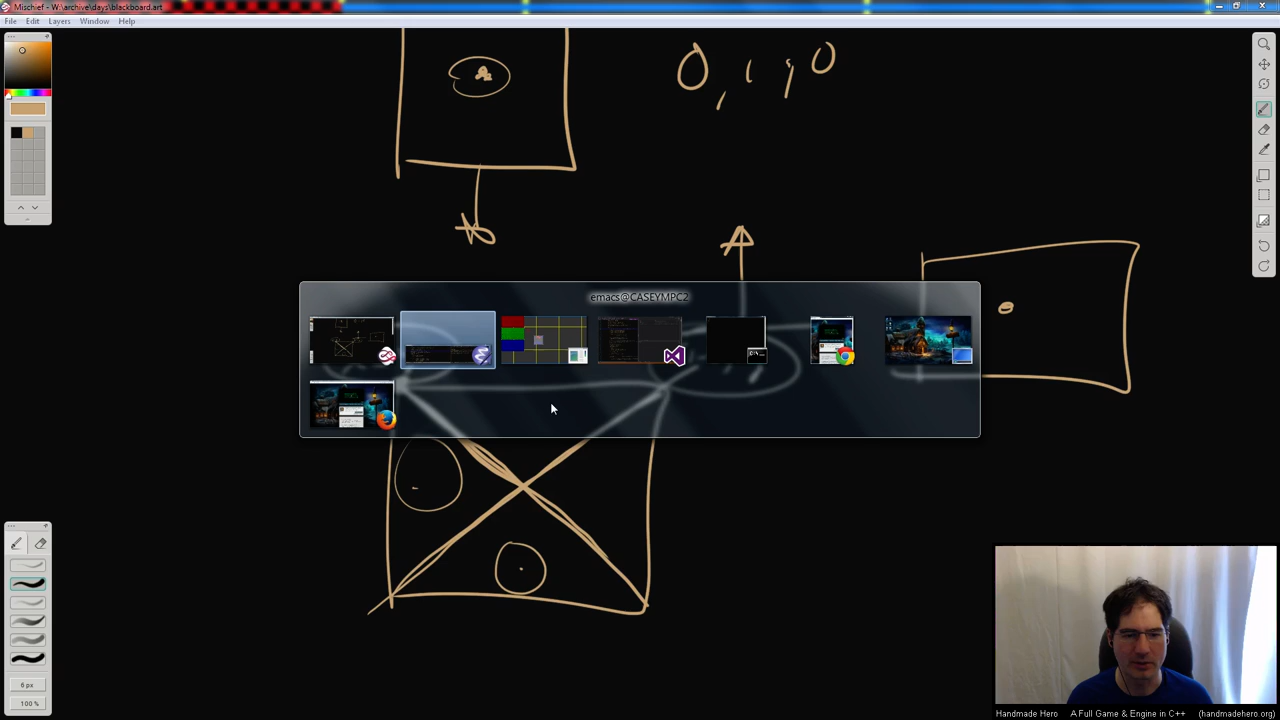 Mischief - W:\archive\days\blackboard.art
File Edit Layers Window Help
0, , , 0
emacs@CASEYMPC2
6 px
100 %
Handmade Hero A Full Game & Engine in C++ (handmadehero.org)